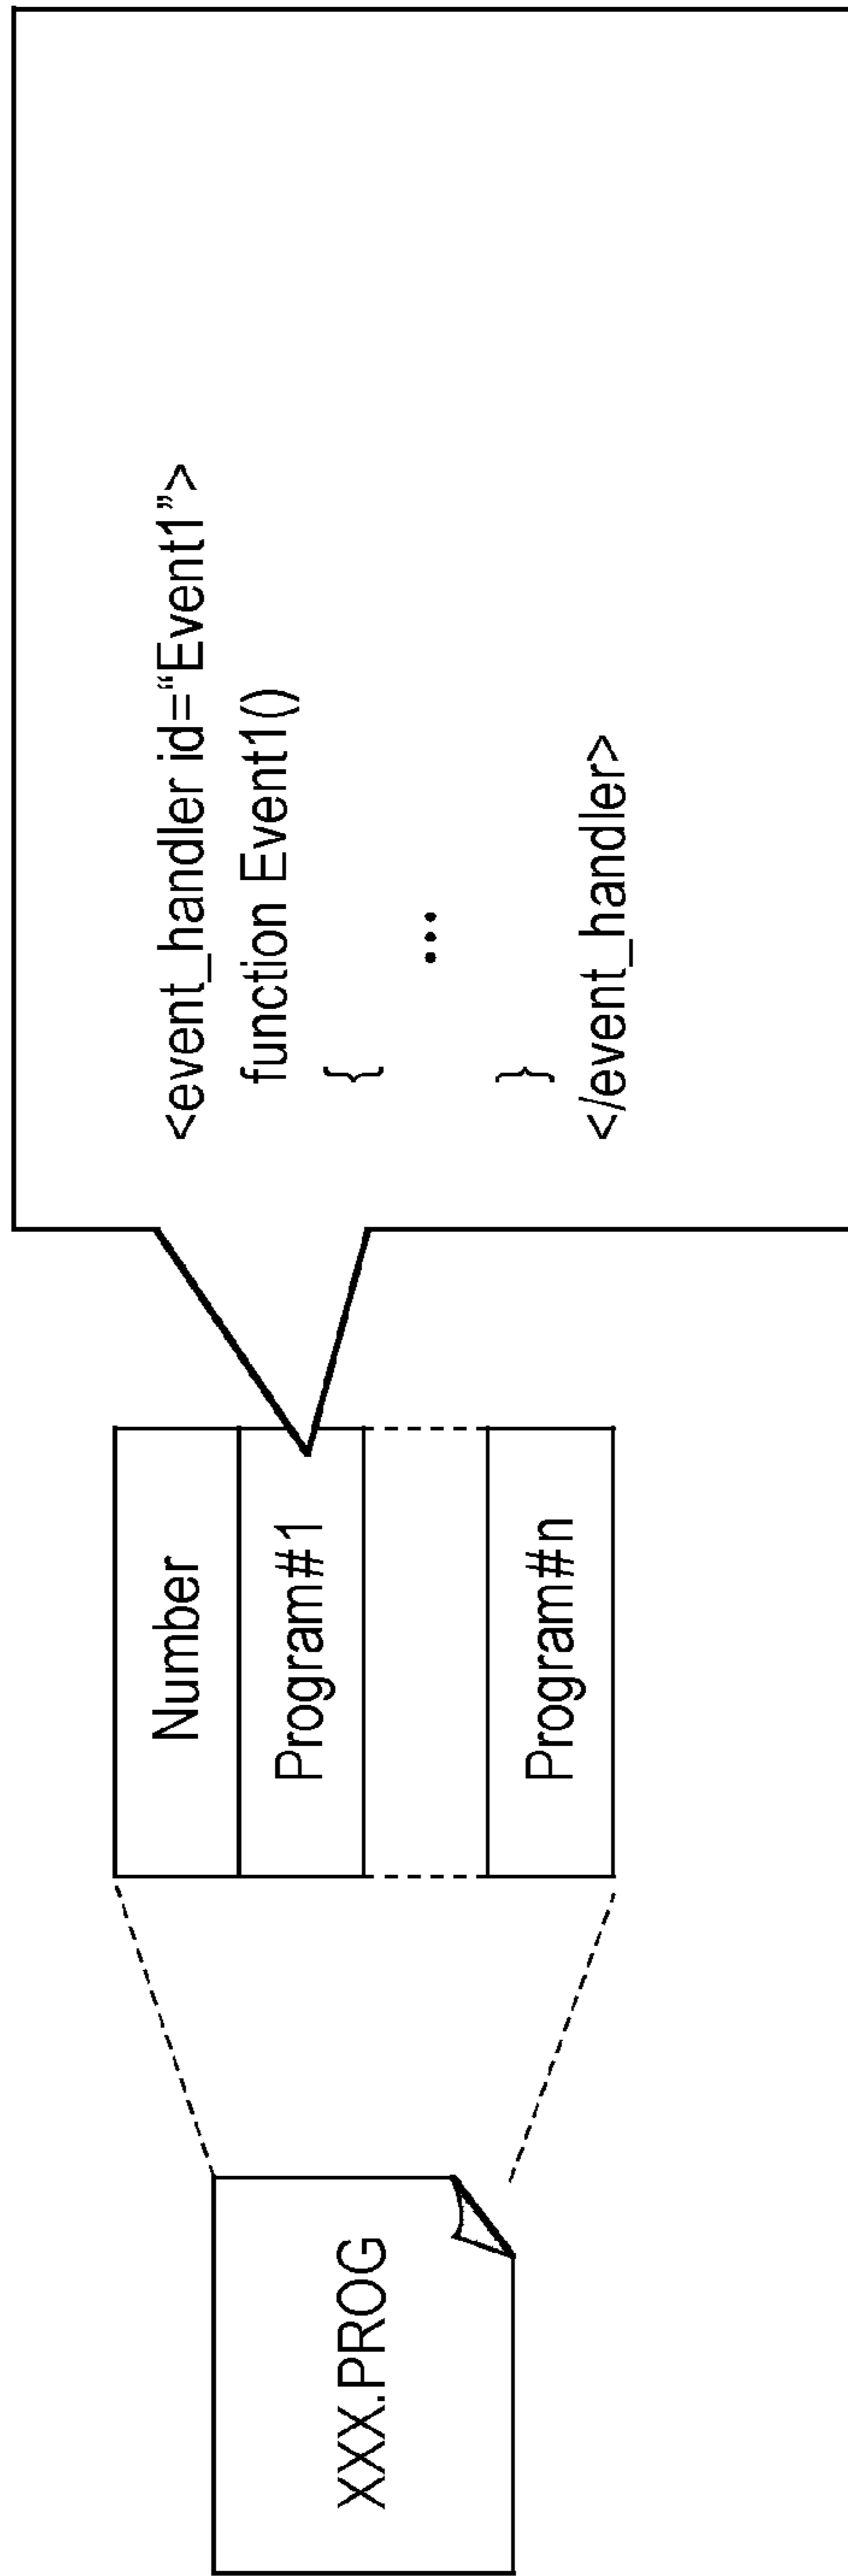 XXX.PROG
Number
Program#1
Program#n
<event_handler id=“Event1”>
function Event1()
{
...
}
</event_handler>